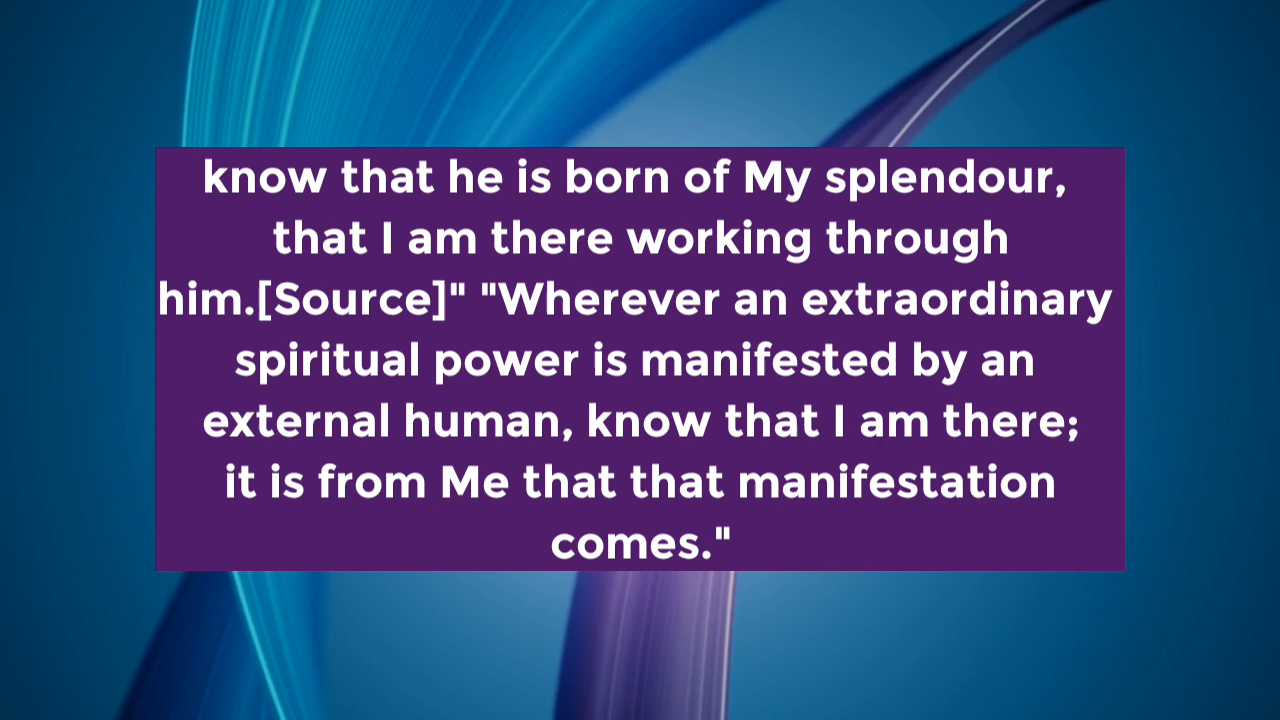 know that he is born of My splendour,
that I am there working through
him.[Source]" "Wherever an extraordinary
spiritual power is manifested by an
external human, know that I am there;
it is from Me that that manifestation
comes."